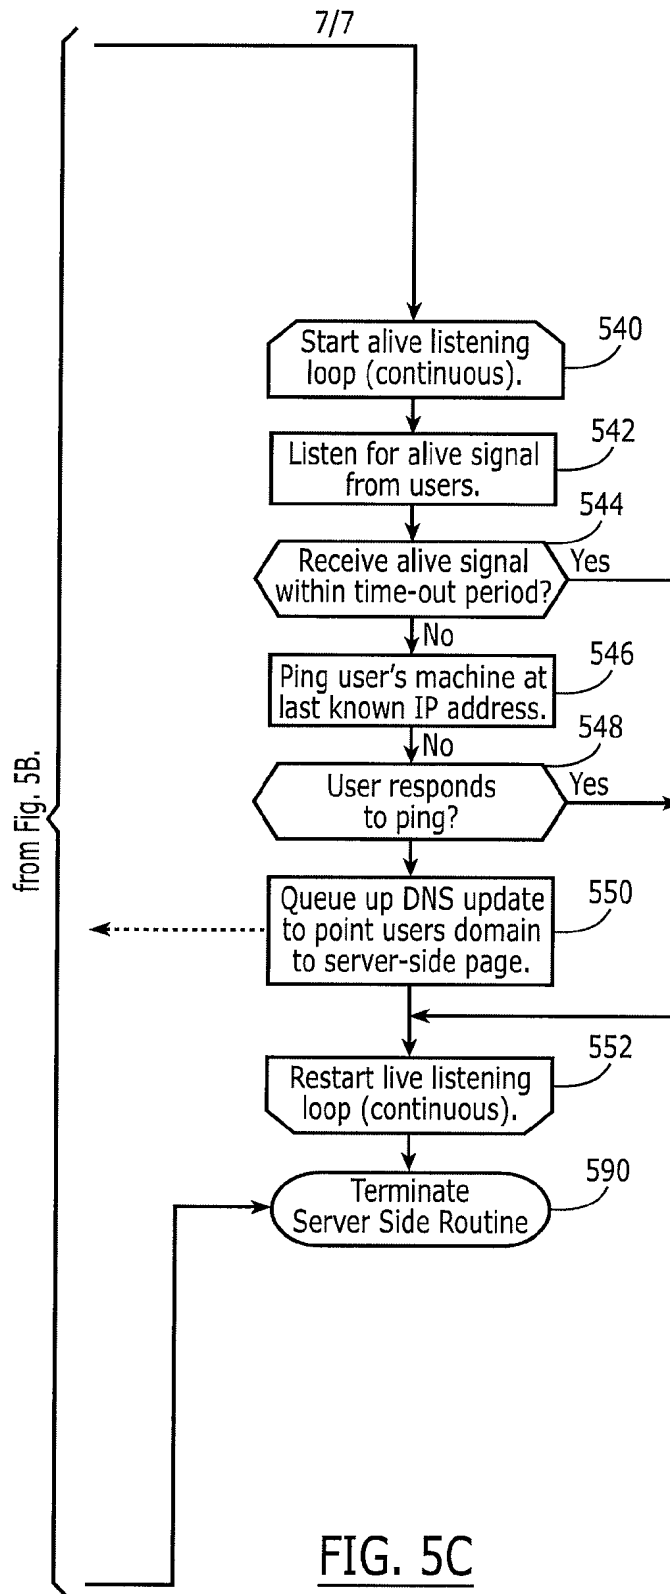 7/7
from Fig. 5B.
Start alive listening
loop (continuous).
540
Listen for alive signal
from users.
542
544
Receive alive signal
within time-out period?
Yes
No
Ping user's machine at
last known IP address.
546
No
548
User responds
to ping?
Yes
Queue up DNS update
to point users domain
to server-side page.
550
Restart live listening
loop (continuous).
552
Terminate
Server Side Routine
590
FIG. 5C